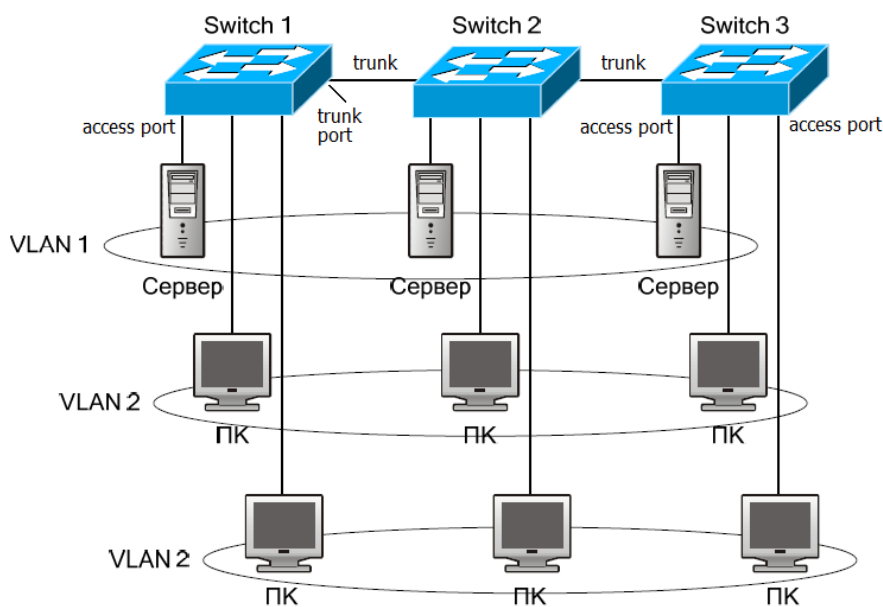 Switch 1
Switch 2
Switch 3
trunk
trunk
access port
trunk
port
access port
access port
VLAN 1
Сервер
Сервер
Сервер
VLAN 2
ПК
ПК
ПК
VLAN 2
ПК
ПК
ПК